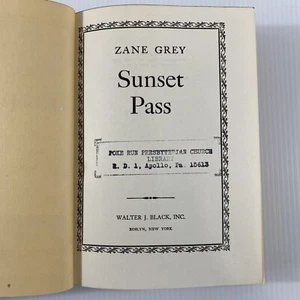 ZANE GREY
Sunset
Pass
POKE RUN PRESBYTERIAN CHURCH
LIBRARY
R. D. 1, Apollo, Pa. 15613
WALTER J. BLACK, INC.
ROSLYN, NEW YORK